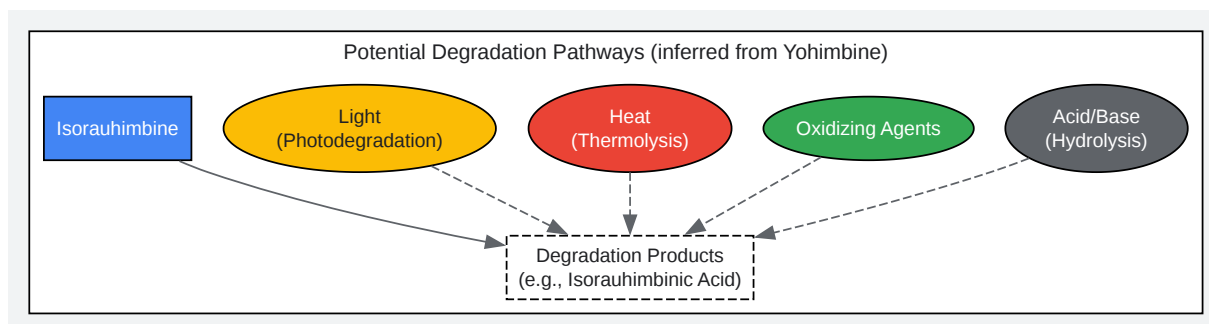 Potential Degradation Pathways (inferred from Yohimbine)
Isorauhimbine
Light
(Photodegradation)
Heat
(Thermolysis)
Oxidizing Agents
Acid/Base
(Hydrolysis)
Degradation Products
(e.g., Isorauhimbinic Acid)